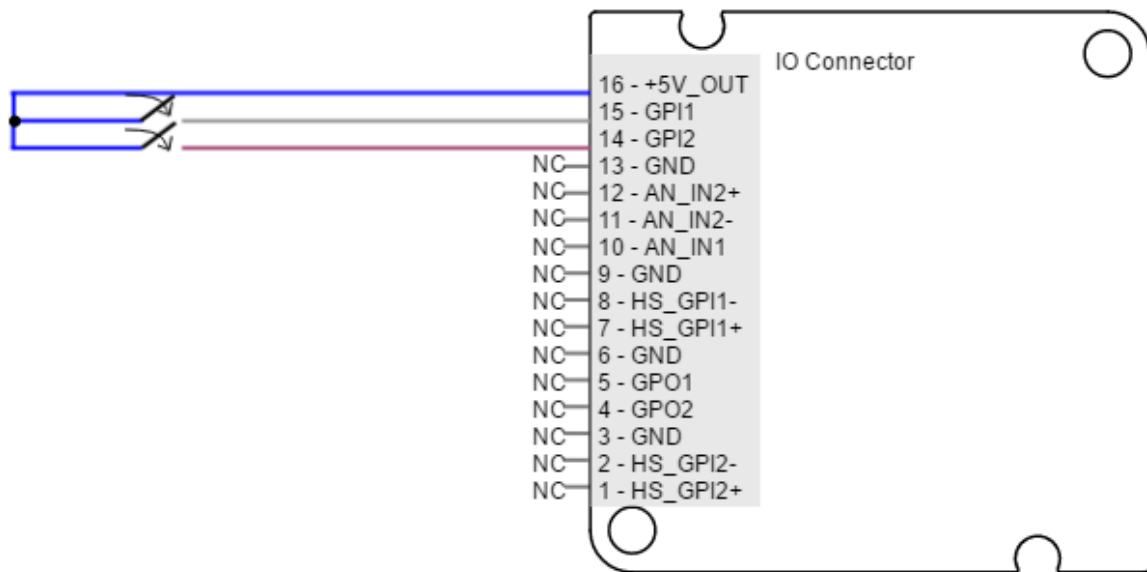 IO Connector
16 - +5V_OUT
15 - GPI1
14 - GPI2
NC 13 - GND
NC 12 - AN_IN2+
NC 11 - AN_IN2-
NC 10 - AN_IN1
NC 9 - GND
NC 8 - HS_GPI1-
NC 7 - HS_GPI1+
NC 6 - GND
NC 5 - GPO1
NC 4 - GPO2
NC 3 - GND
NC 2 - HS_GPI2-
NC 1 - HS_GPI2+